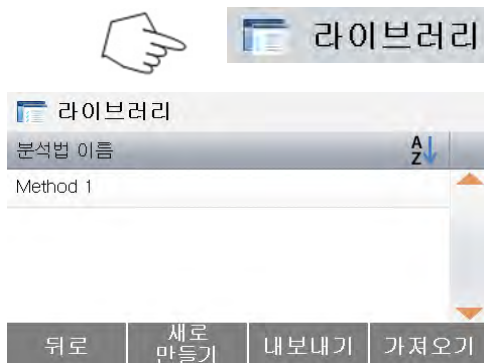 라이브러리
라이브러리
분석법 이름
Method 1
뒤로
새로
만들기
내보내기
가져오기